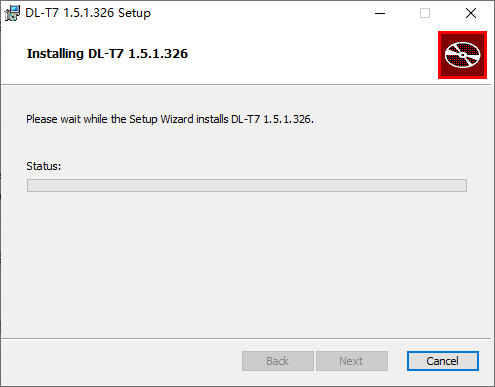 DL-T7 1.5.1.326 Setup
Installing DL-T7 1.5.1.326
Please wait while the Setup Wizard installs DL-T7 1.5.1.326.
Status:
Back
Next
Cancel